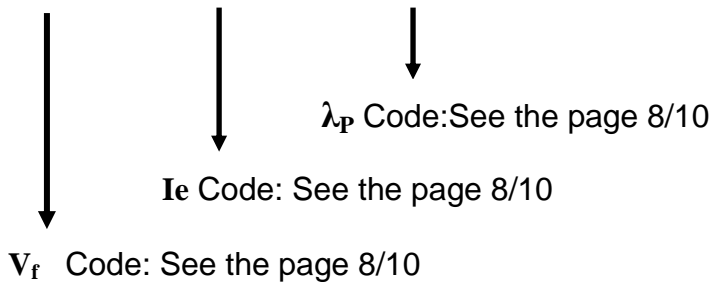 λP Code:See the page 8/10
Ie Code: See the page 8/10
Vf Code: See the page 8/10